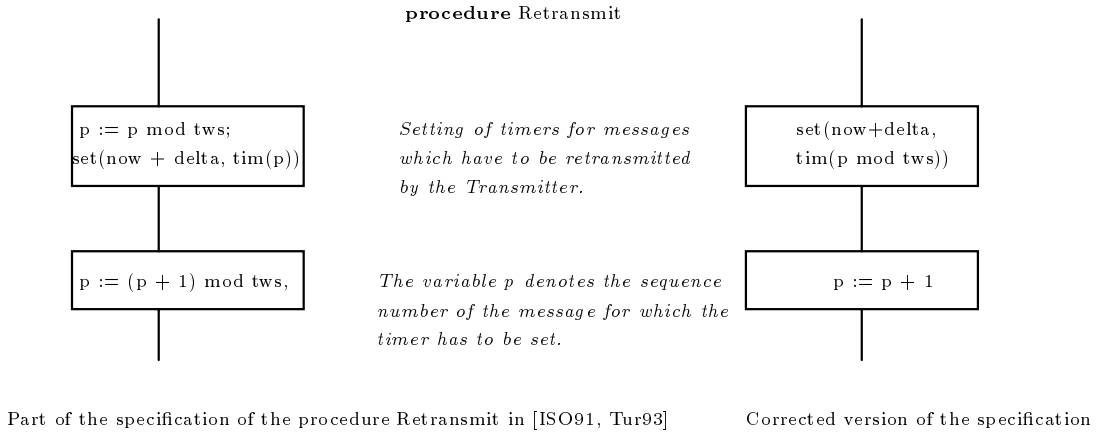 procedure Retransmit
p := p mod tws;
set(now + delta, tim(p))
Setting of timers for messages
which have to be retransmitted
by the Transmitter.
set(now+delta,
tim(p mod tws))
p := (p + 1) mod tws,
The variable p denotes the sequence
number of the message for which the
timer has to be set.
p := p + 1
Part of the specification of the procedure Retransmit in [ISO91, Tur93]
Corrected version of the specification